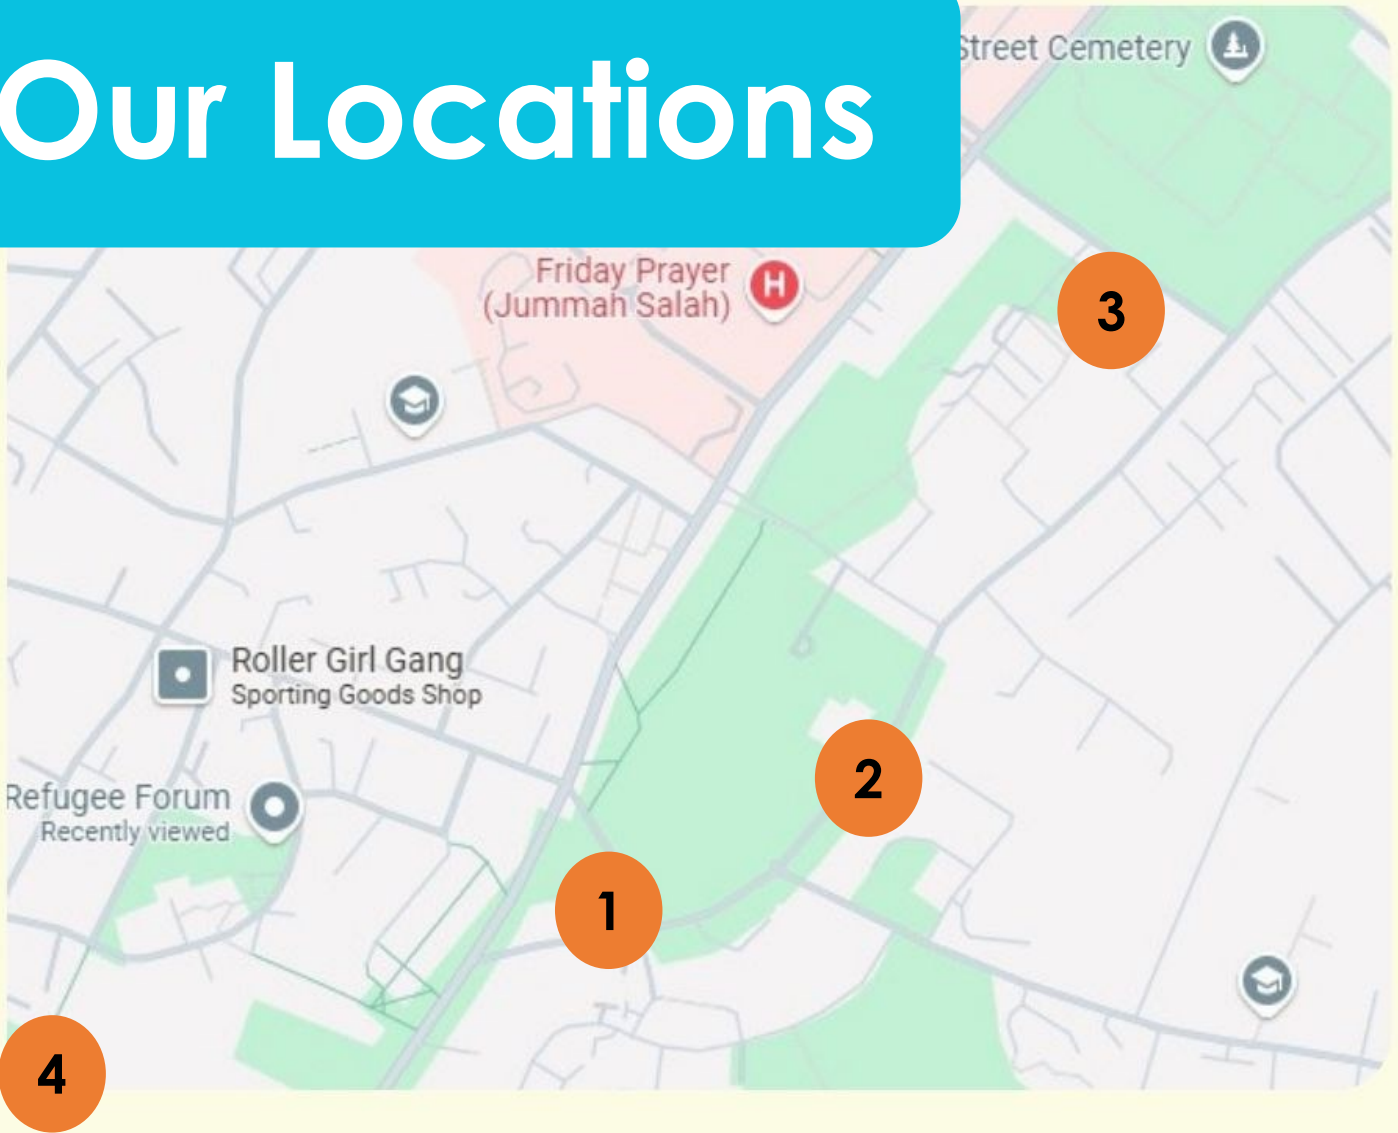 Our Locations
Street Cemetery
Friday Prayer
(Jummah Salah)
H
3
Roller Girl Gang
Sporting Goods Shop
2
Refugee Forum
Recently viewed
1
4